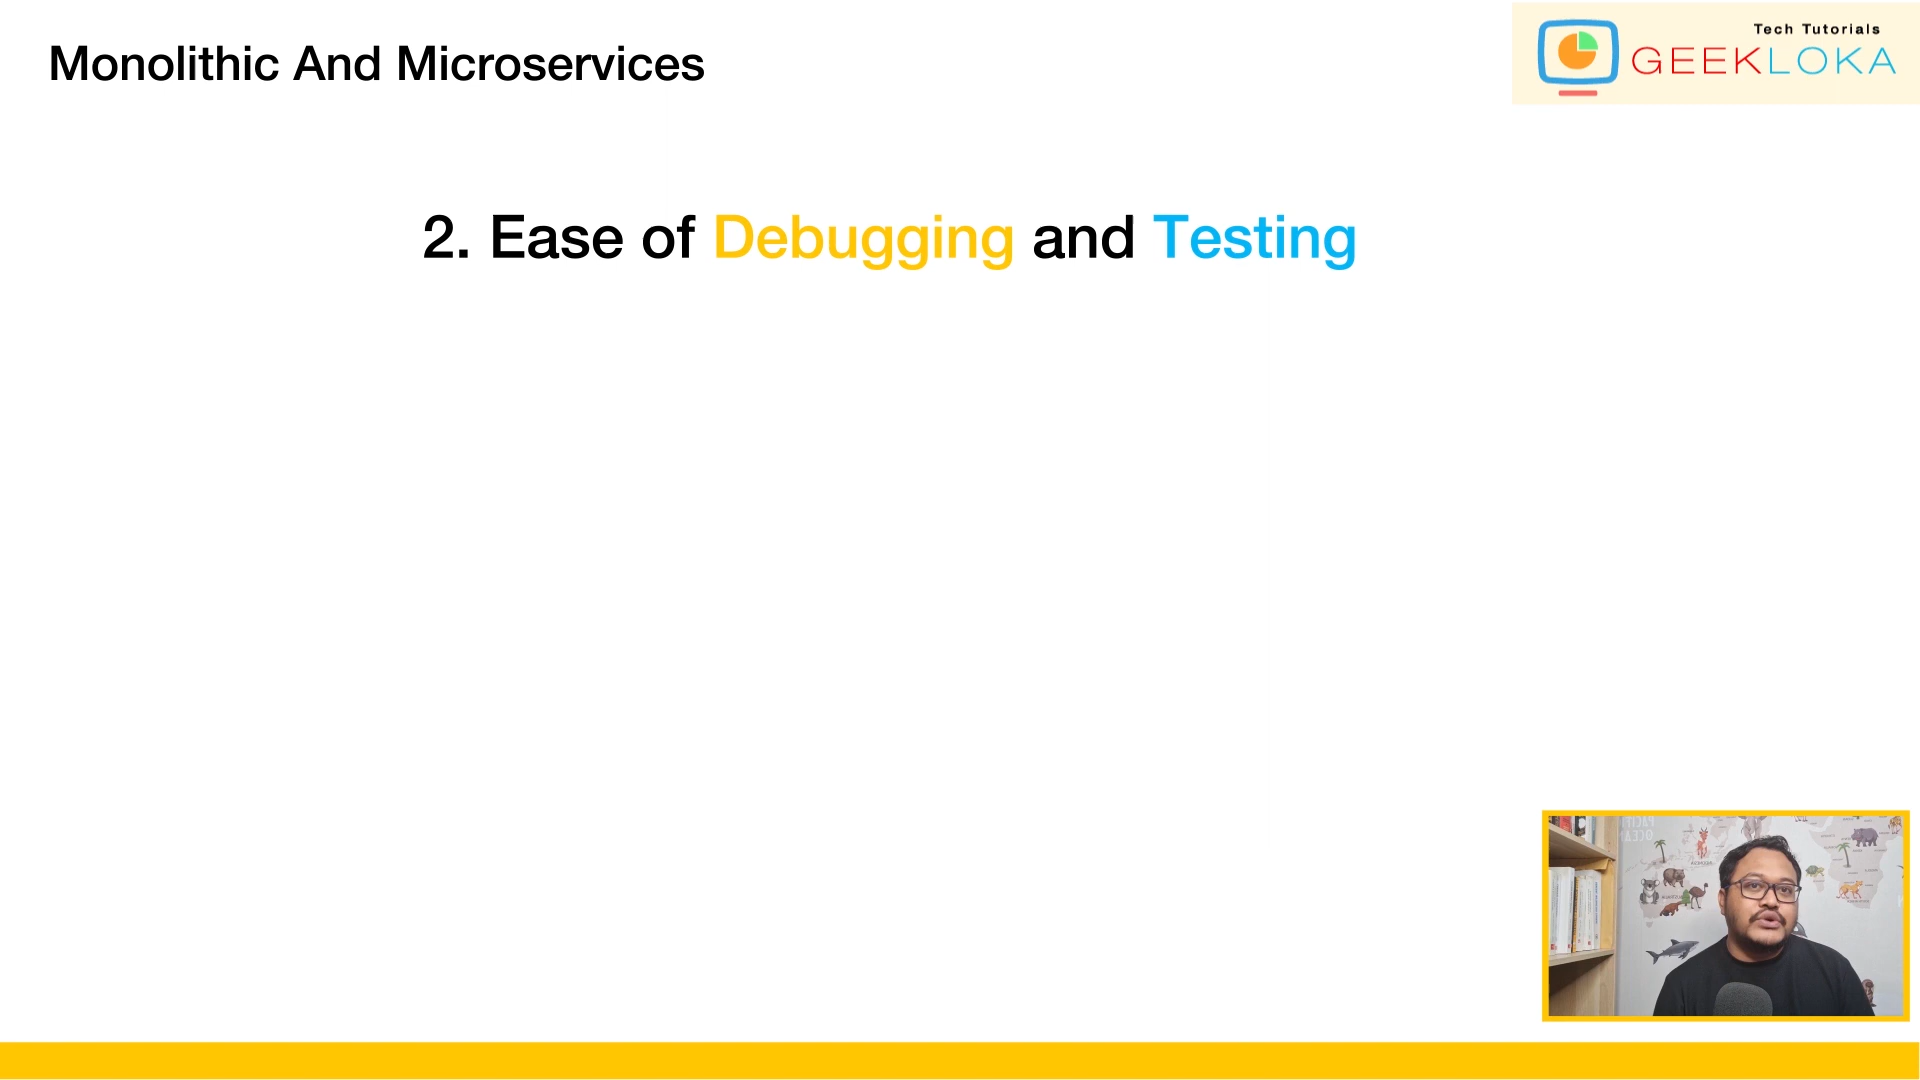 Monolithic And Microservices
Tech Tutorials
GEEKLOKA
2. Ease of Debugging and Testing